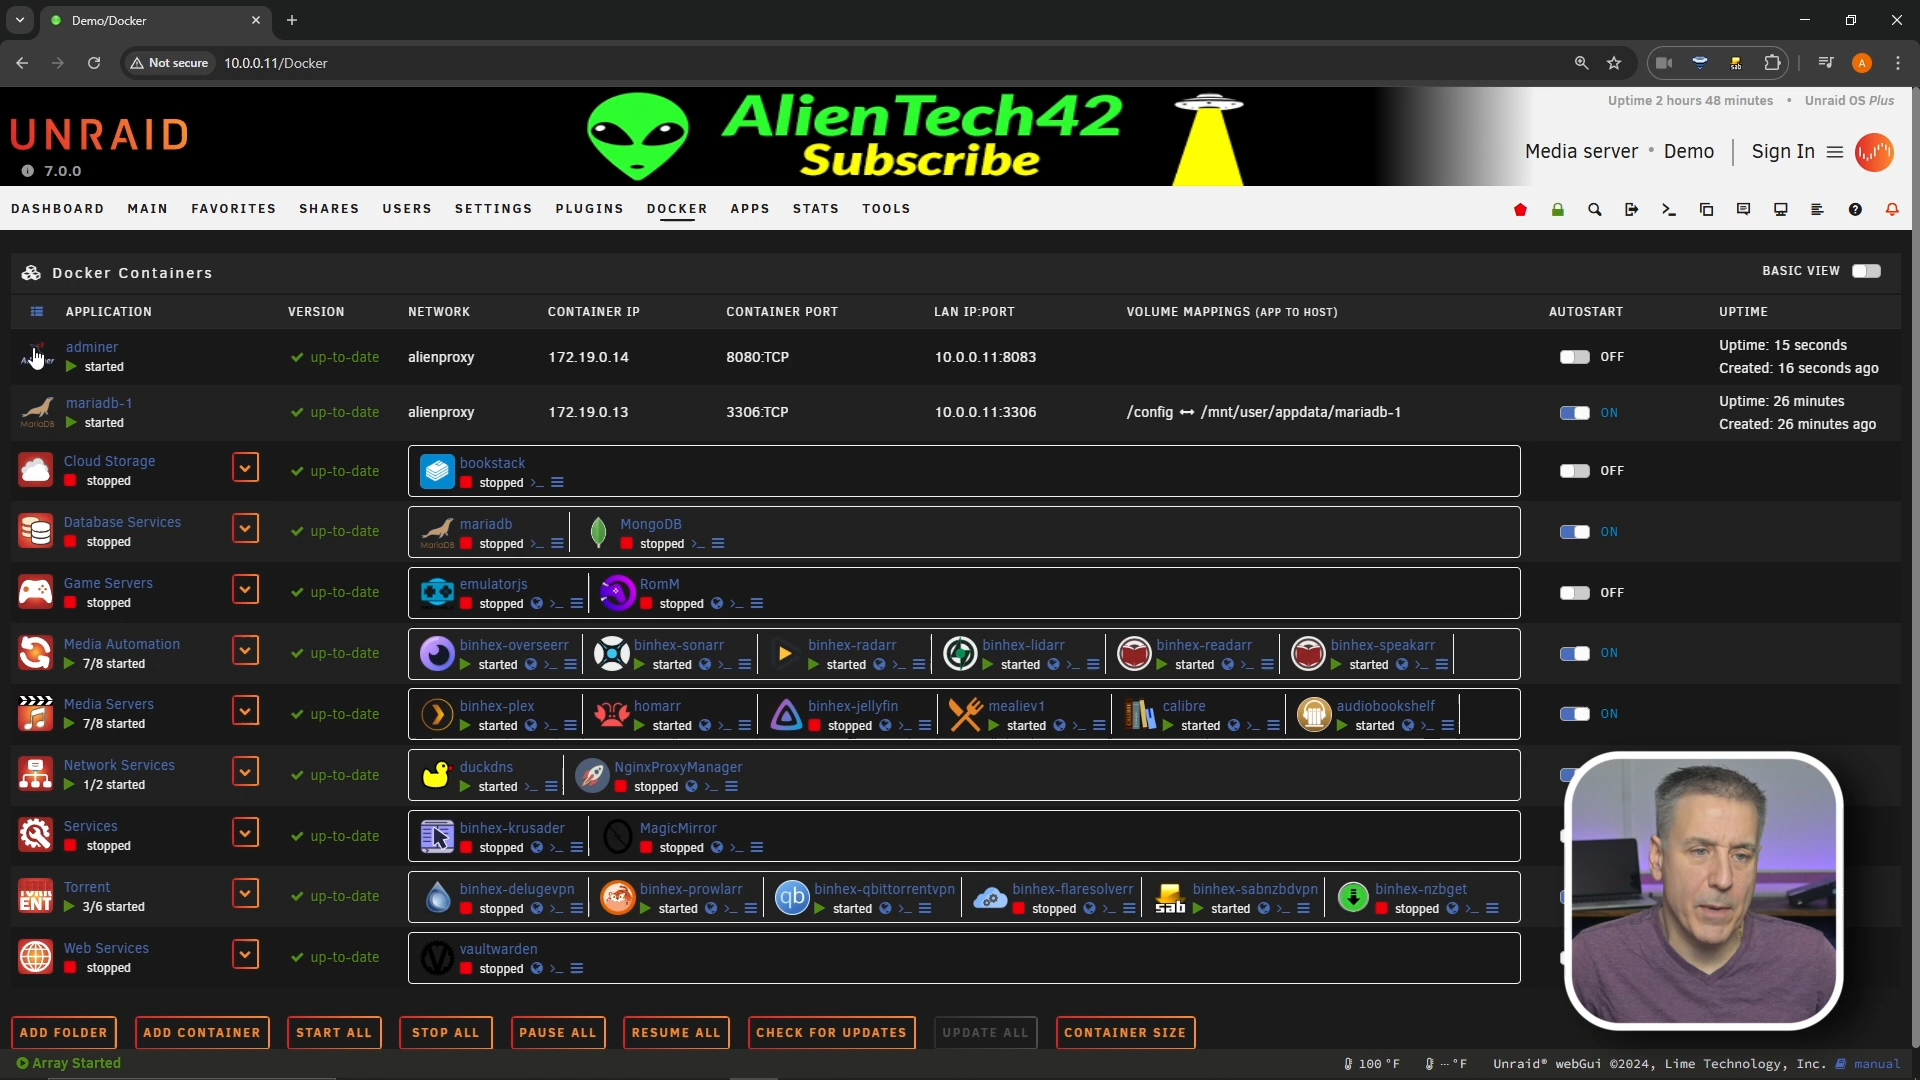 Demo/Docker
Not secure 10.0.0.11/Docker
AlienTech42
Subscribe
Uptime 2 hours 48 minutes • Unraid OS Plus
UNRAID
7.0.0
Media server • Demo Sign In
DASHBOARD MAIN FAVORITES SHARES USERS SETTINGS PLUGINS DOCKER APPS STATS TOOLS
Docker Containers
BASIC VIEW
APPLICATION VERSION NETWORK CONTAINER IP CONTAINER PORT LAN IP:PORT VOLUME MAPPINGS (APP TO HOST) AUTOSTART UPTIME
adminer
started
up-to-date alienproxy 172.19.0.14 8080:TCP 10.0.0.11:8083 OFF
Uptime: 15 seconds
Created: 16 seconds ago
mariadb-1
started
up-to-date alienproxy 172.19.0.13 3306:TCP 10.0.0.11:3306 /config ↔ /mnt/user/appdata/mariadb-1 ON
Uptime: 26 minutes
Created: 26 minutes ago
Cloud Storage
stopped
up-to-date
bookstack
stopped
OFF
Database Services
stopped
up-to-date
mariadb MongoDB
stopped stopped
ON
Game Servers
stopped
up-to-date
emulatorjs RomM
stopped stopped
OFF
Media Automation
7/8 started
up-to-date
binhex-overseerr binhex-sonarr binhex-radarr binhex-lidarr binhex-readarr binhex-speakarr
started started started started started started
ON
Media Servers
7/8 started
up-to-date
binhex-plex homarr binhex-jellyfin mealiev1 calibre audiobookshelf
started started stopped started started started
ON
Network Services
1/2 started
up-to-date
duckdns NginxProxyManager
started stopped
Services
stopped
up-to-date
binhex-krusader MagicMirror
stopped stopped
Torrent
3/6 started
up-to-date
binhex-delugevpn binhex-prowlarr binhex-qbittorrentvpn binhex-flaresolverr binhex-sabnzbdvpn binhex-nzbget
stopped started started stopped started stopped
Web Services
stopped
up-to-date
vaultwarden
stopped
ADD FOLDER ADD CONTAINER START ALL STOP ALL PAUSE ALL RESUME ALL CHECK FOR UPDATES UPDATE ALL CONTAINER SIZE
Array Started
100 °F -- °F Unraid® webGui ©2024, Lime Technology, Inc. manual